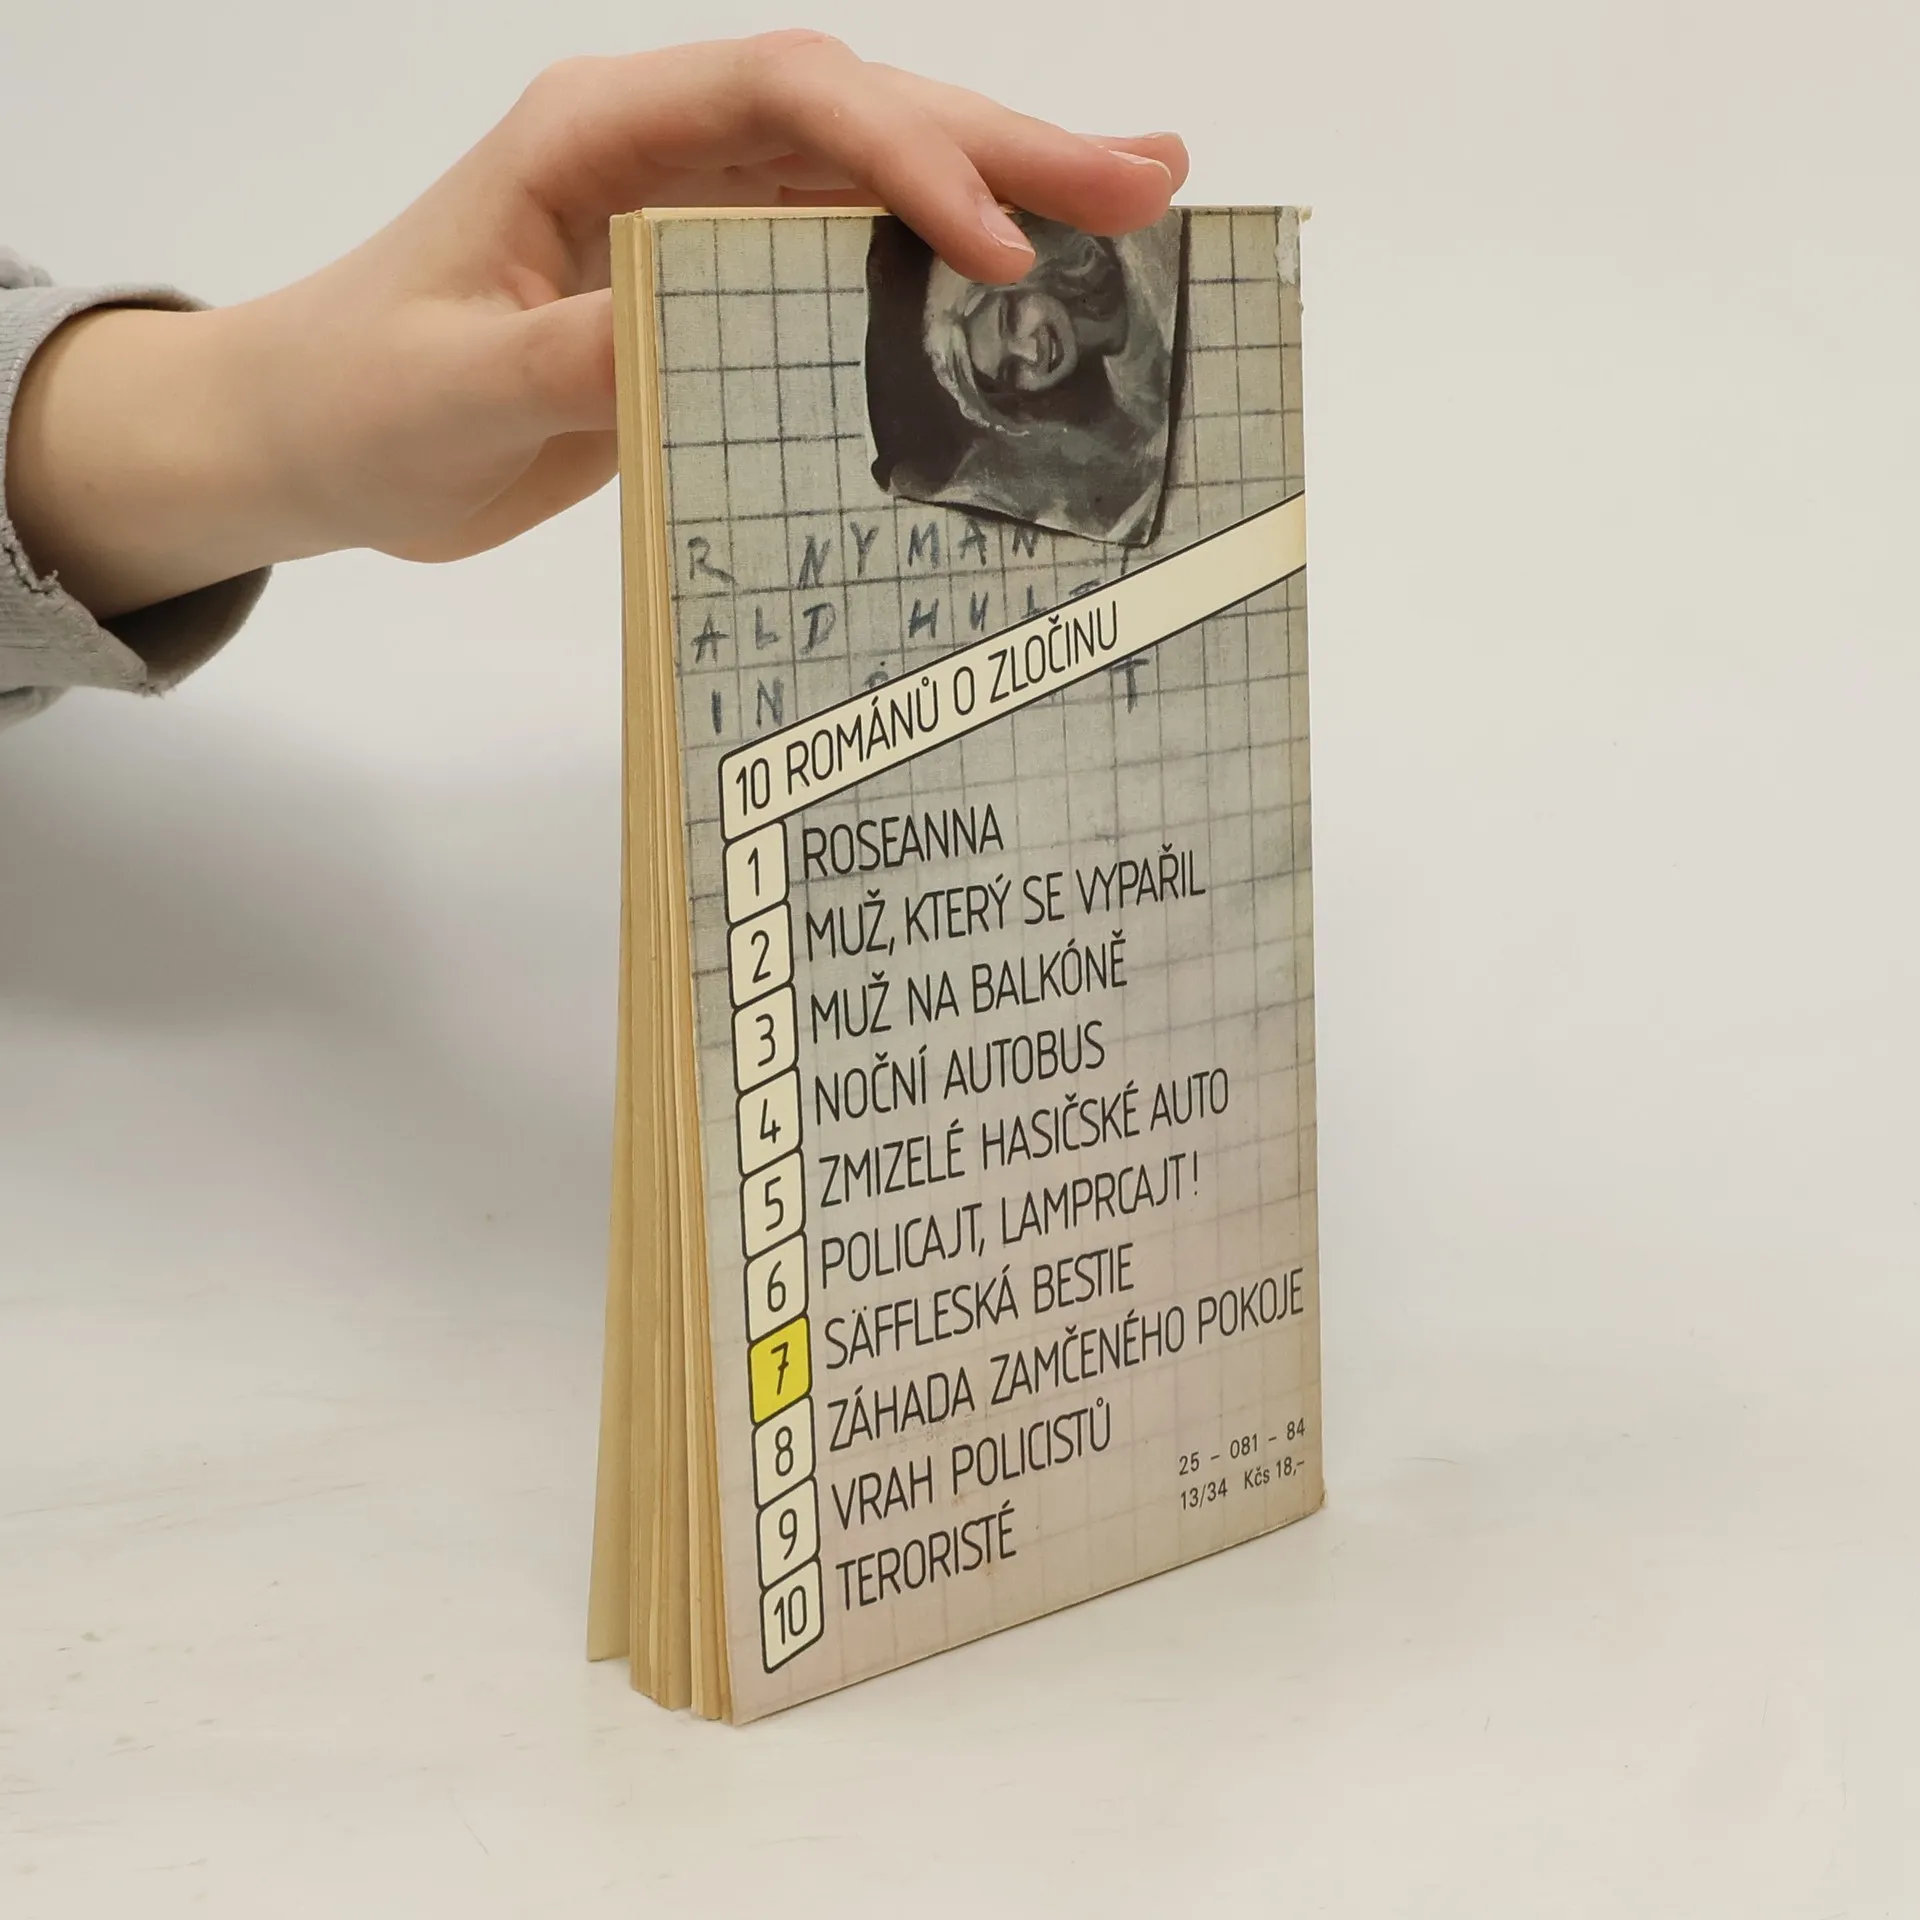 R NYMAN
ALD HUL
IN T
10 ROMÁNŮ O ZLOČINU
1 ROSEANNA
2 MUŽ, KTERÝ SE VYPAŘIL
3 MUŽ NA BALKÓNĚ
4 NOČNÍ AUTOBUS
5 ZMIZELÉ HASIČSKÉ AUTO
6 POLICAJT, LAMPRCAJT!
7 SÄFFLESKÁ BESTIE
8 ZÁHADA ZAMČENÉHO POKOJE
9 VRAH POLICISTŮ
10 TERORISTÉ
25 - 081 - 84
13/34 Kčs 18,-